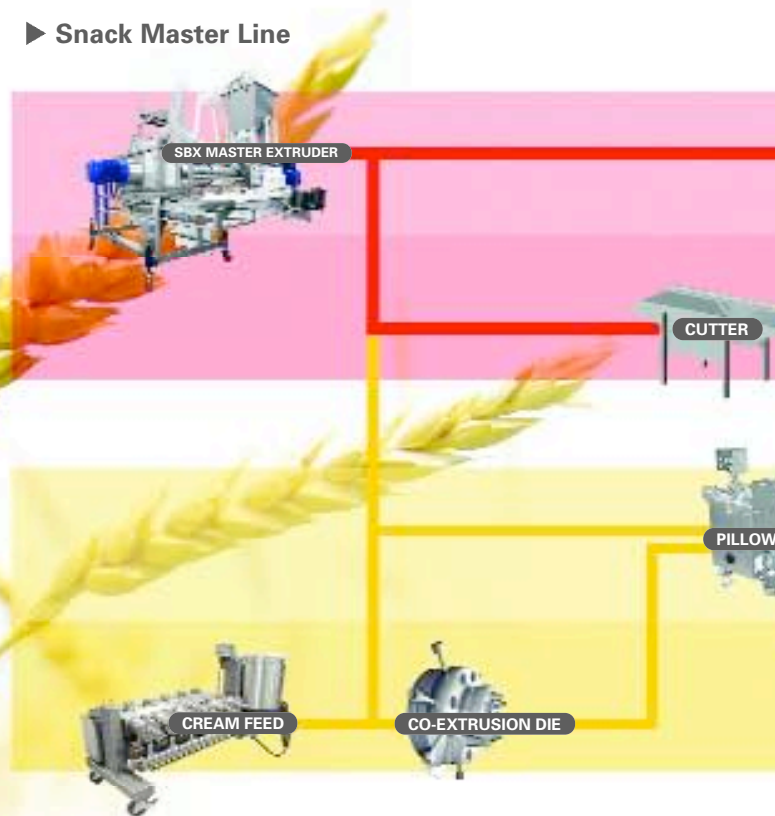 ▶ Snack Master Line
SBX MASTER EXTRUDER
CUTTER
PILLOW
CREAM FEED
CO-EXTRUSION DIE